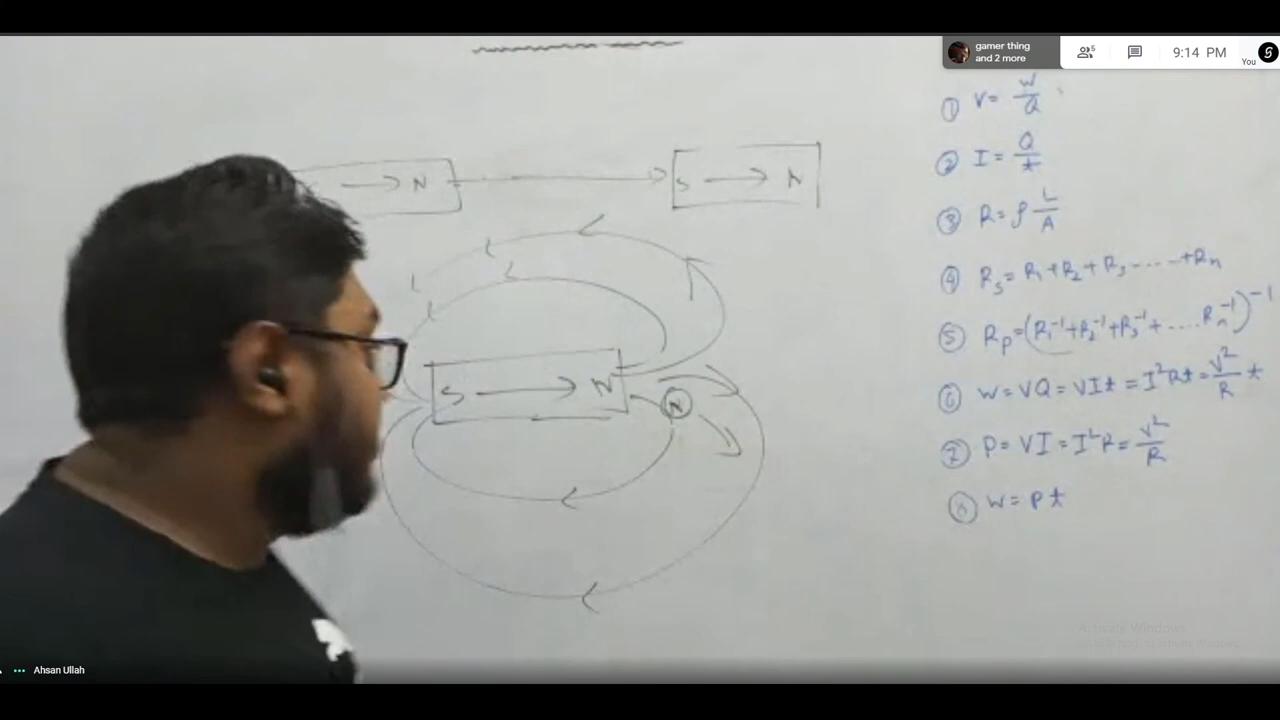 gamer thing
and 2 more
5
9:14 PM
You
① V = W/Q
② I = Q/t
③ R = ρ L/A
④ Rs = R₁ + R₂ + R₃ ..... + Rn
⑤ Rp = (R₁⁻¹ + R₂⁻¹ + R₃⁻¹ + ..... Rn⁻¹)⁻¹
⑥ W = VQ = VIt = I²Rt = V²/R t
⑦ P = VI = I²R = V²/R
⑧ W = Pt
N
S N
S N
N
Activate Windows
Ahsan Ullah